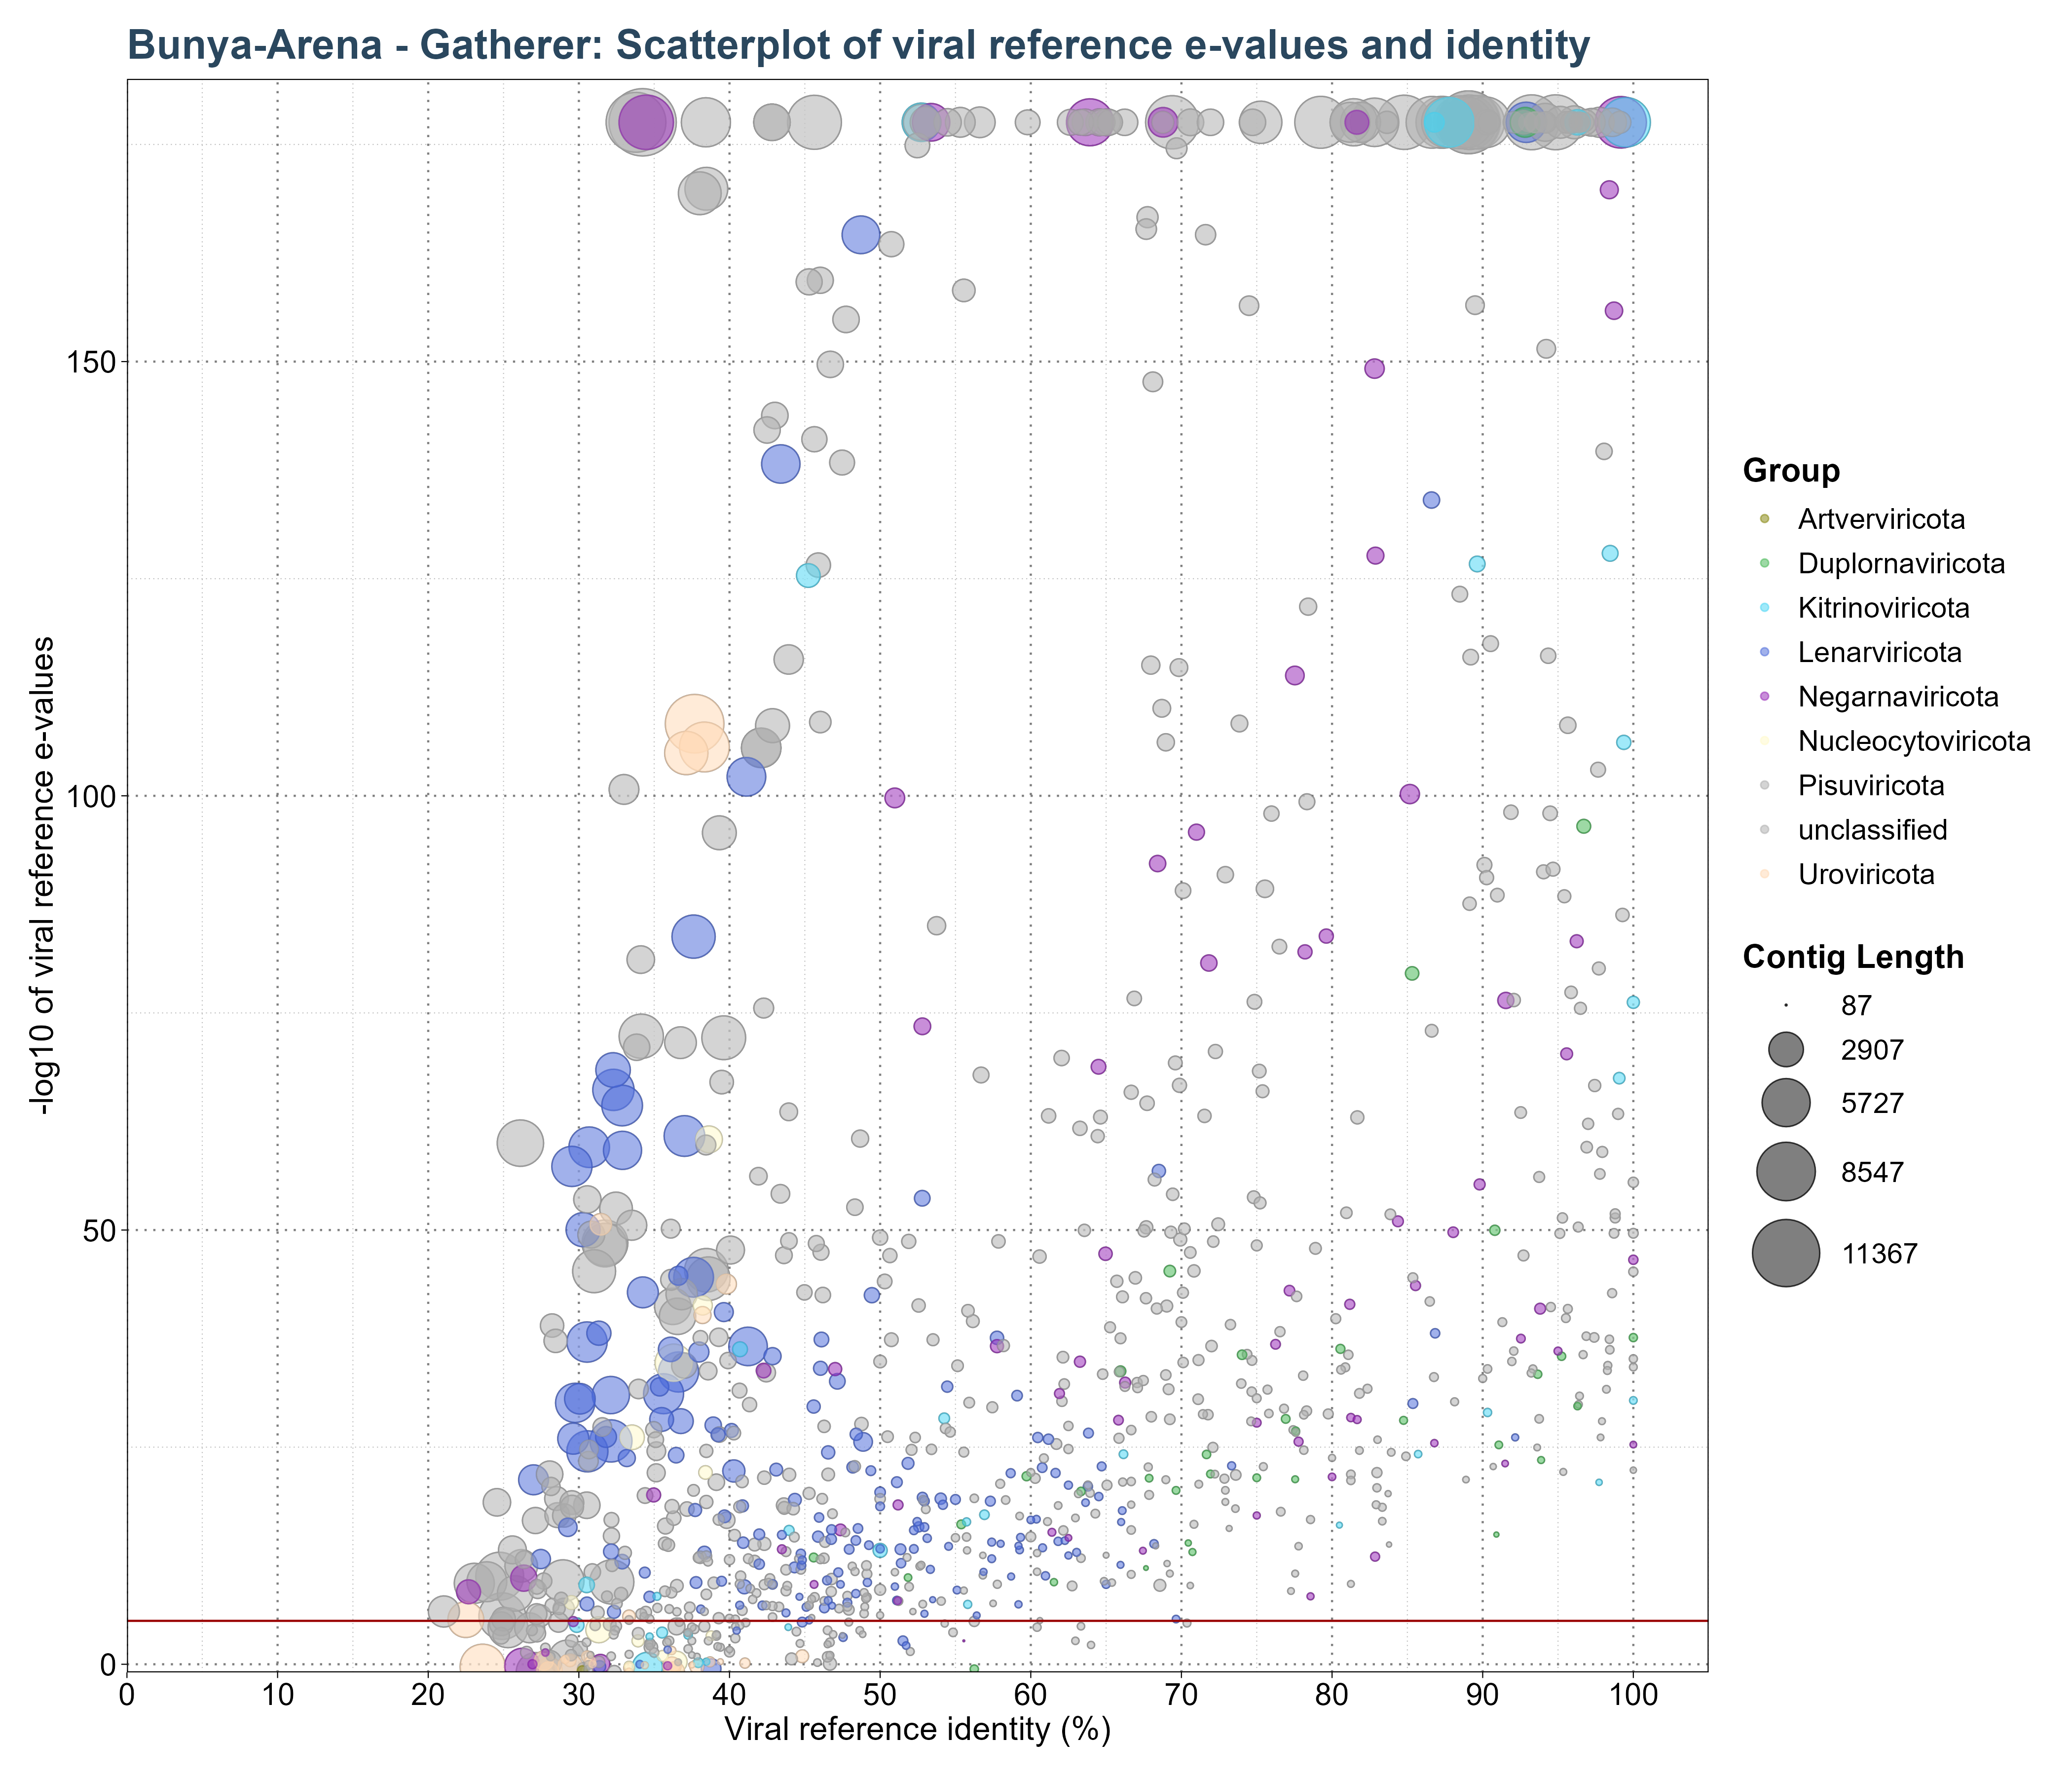 Bunya-Arena - Gatherer: Scatterplot of viral reference e-values and identity
-log10 of viral reference e-values
150
100
50
0
0 10 20 30 40 50 60 70 80 90 100
Viral reference identity (%)
Group
Artverviricota
Duplornaviricota
Kitrinoviricota
Lenarviricota
Negarnaviricota
Nucleocytoviricota
Pisuviricota
unclassified
Uroviricota
Contig Length
87
2907
5727
8547
11367